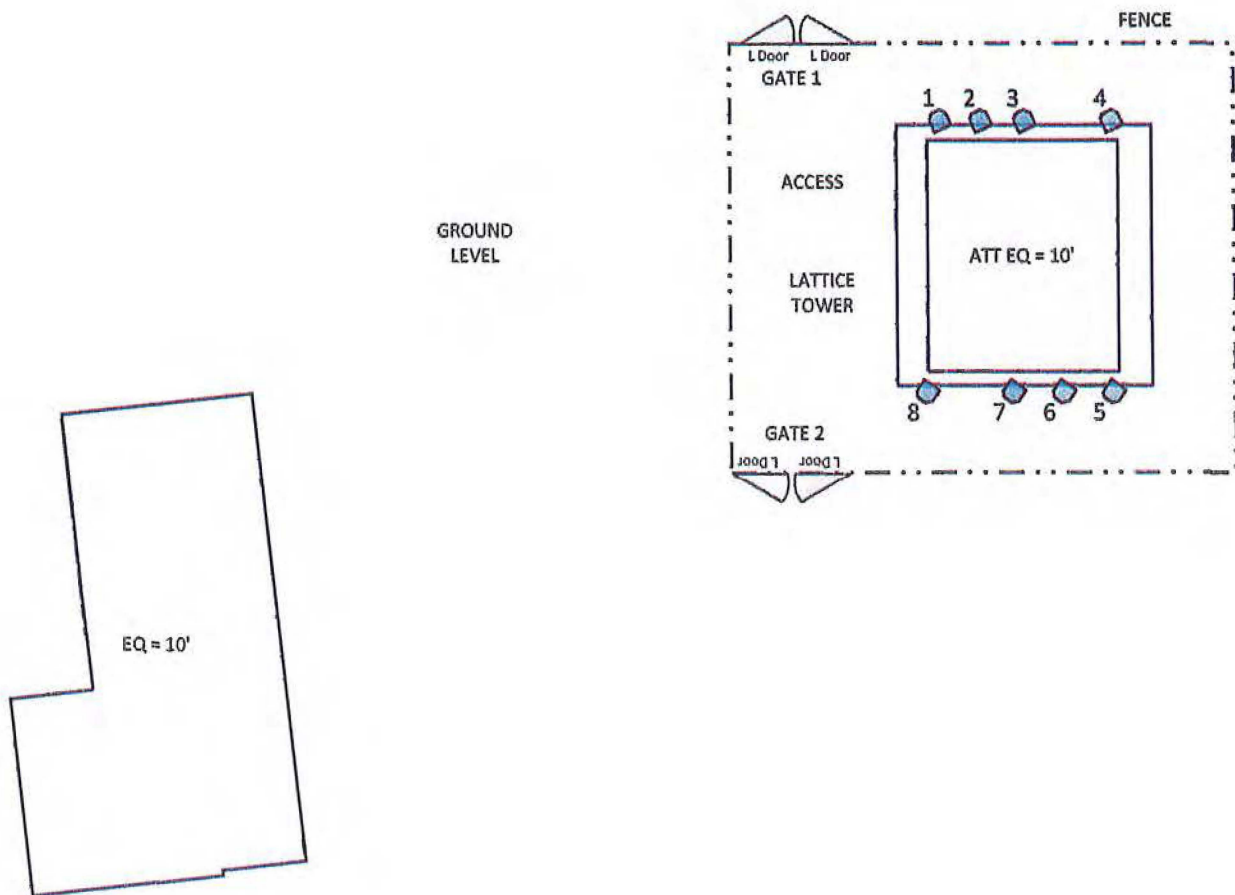 FENCE
L Door L Door
GATE 1
1 2 3 4
ACCESS
GROUND
LEVEL
ATT EQ = 10'
LATTICE
TOWER
8 7 6 5
GATE 2
L Door L Door
EQ = 10'